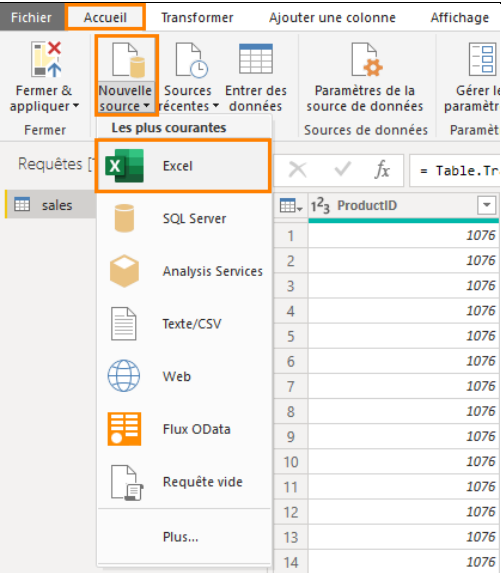 Fichier Accueil Transformer Ajouter une colonne Affichage
Fermer & appliquer
Nouvelle source
Sources récentes
Entrer des données
Paramètres de la source de données
Gérer
Fermer
Sources de données
Les plus courantes
Requêtes
sales
Excel
SQL Server
Analysis Services
Texte/CSV
Web
Flux OData
Requête vide
Plus...
fx = Table.Tr
1²3 ProductID
1 1076
2 1076
3 1076
4 1076
5 1076
6 1076
7 1076
8 1076
9 1076
10 1076
11 1076
12 1076
13 1076
14 1076